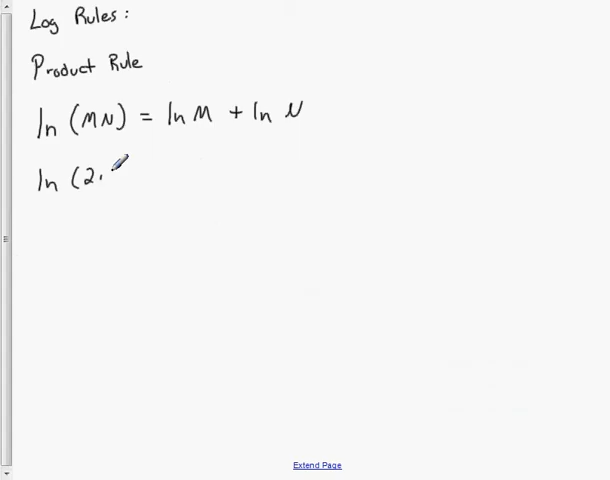 Log Rules:
Product Rule
ln (MN) = ln M + ln N
ln (2.
Extend Page